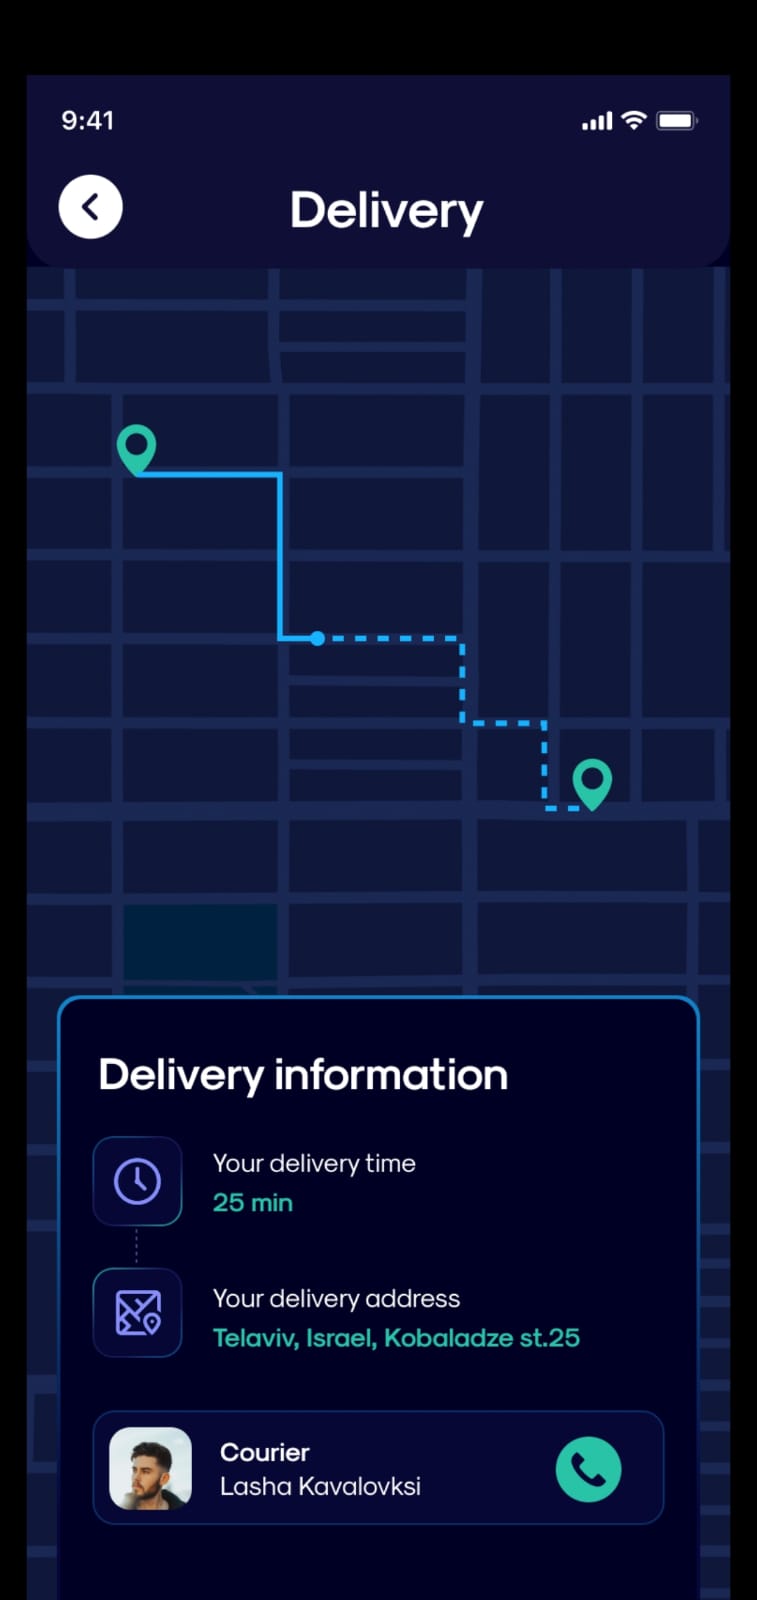 9:41
Delivery
Delivery information
Your delivery time
25 min
Your delivery address
Telaviv, Israel, Kobaladze st.25
Courier
Lasha Kavalovksi